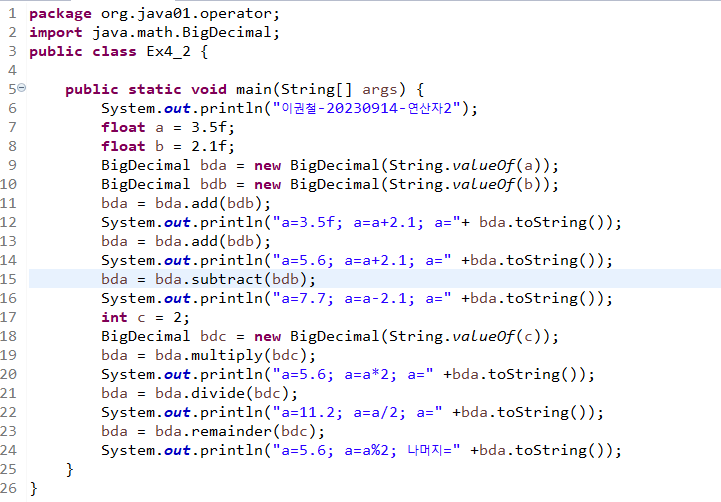 1 package org.java01.operator;
2 import java.math.BigDecimal;
3 public class Ex4_2 {
4
5 public static void main(String[] args) {
6 System.out.println("이권철-20230914-연산자2");
7 float a = 3.5f;
8 float b = 2.1f;
9 BigDecimal bda = new BigDecimal(String.valueOf(a));
10 BigDecimal bdb = new BigDecimal(String.valueOf(b));
11 bda = bda.add(bdb);
12 System.out.println("a=3.5f; a=a+2.1; a="+ bda.toString());
13 bda = bda.add(bdb);
14 System.out.println("a=5.6; a=a+2.1; a=" +bda.toString());
15 bda = bda.subtract(bdb);
16 System.out.println("a=7.7; a=a-2.1; a=" +bda.toString());
17 int c = 2;
18 BigDecimal bdc = new BigDecimal(String.valueOf(c));
19 bda = bda.multiply(bdc);
20 System.out.println("a=5.6; a=a*2; a=" +bda.toString());
21 bda = bda.divide(bdc);
22 System.out.println("a=11.2; a=a/2; a=" +bda.toString());
23 bda = bda.remainder(bdc);
24 System.out.println("a=5.6; a=a%2; 나머지=" +bda.toString());
25 }
26 }